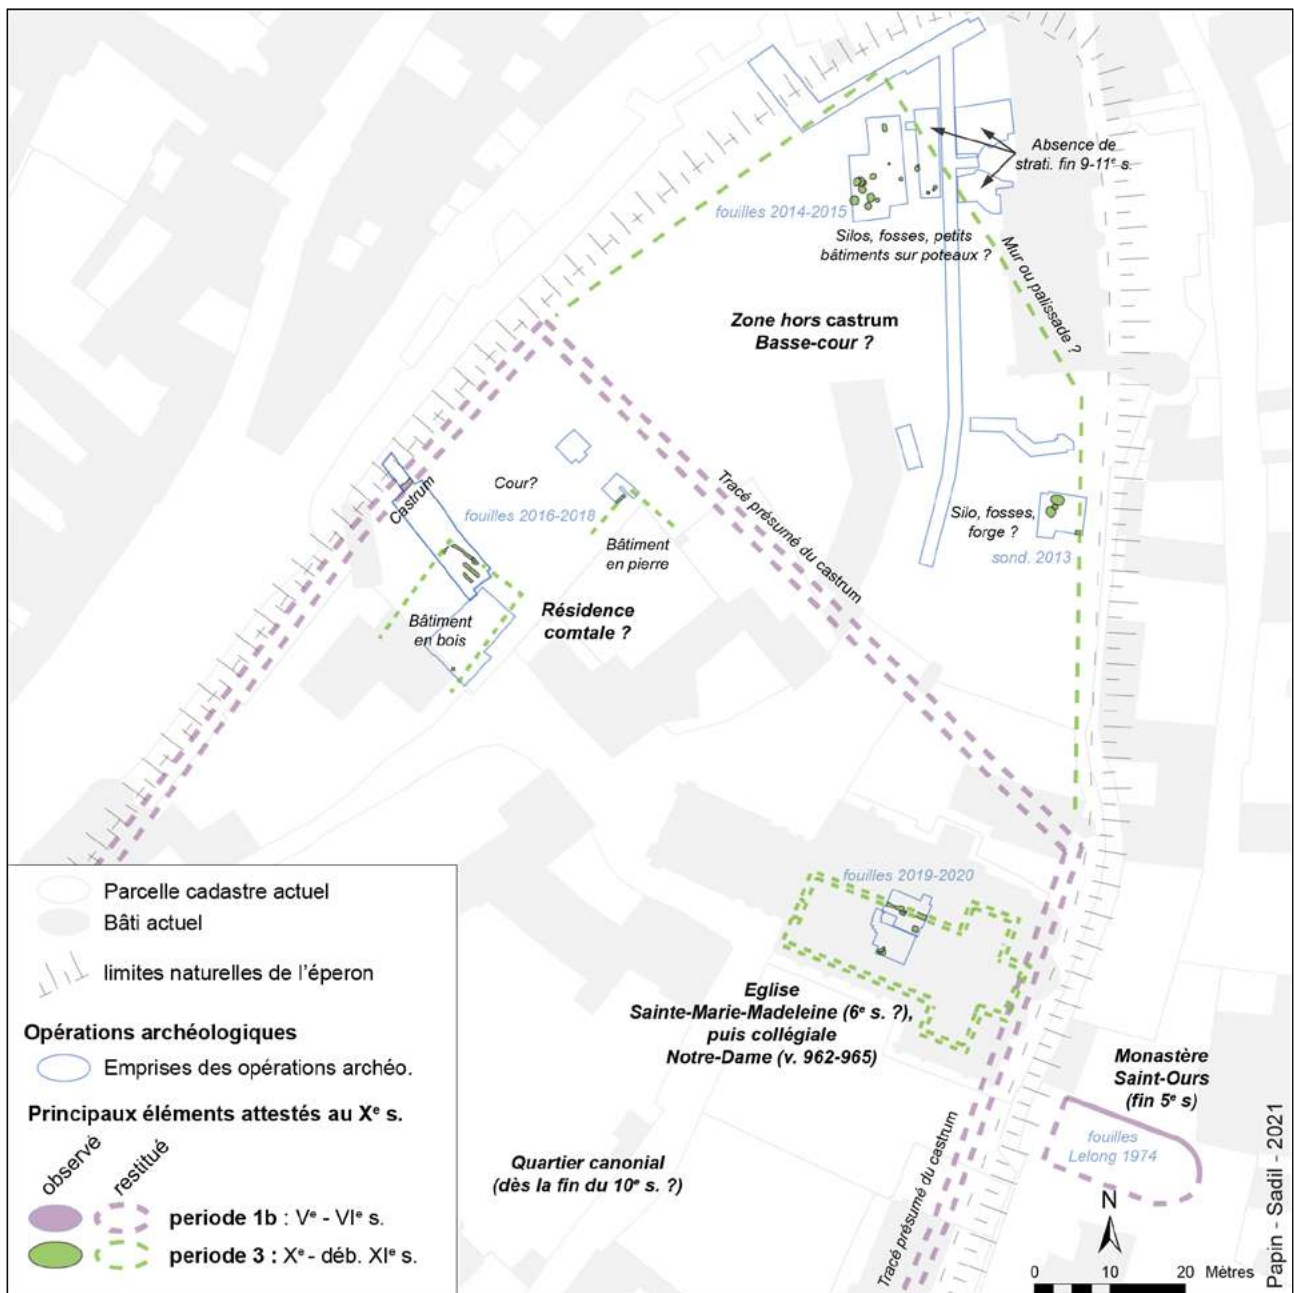 Absence de
strati. fin 9-11e s.
fouilles 2014-2015
Silos, fosses, petits
bâtiments sur poteaux ?
Mur ou palissade ?
Zone hors castrum
Basse-cour ?
Castrum
Cour?
fouilles 2016-2018
Bâtiment
en pierre
Tracé présumé du castrum
Silo, fosses,
forge ?
sond. 2013
Résidence
comtale ?
Bâtiment
en bois
fouilles 2019-2020
Eglise
Sainte-Marie-Madeleine (6e s. ?),
puis collégiale
Notre-Dame (v. 962-965)
Monastère
Saint-Ours
(fin 5e s)
fouilles
Lelong 1974
Quartier canonial
(dès la fin du 10e s. ?)
Tracé présumé du castrum
N
0 10 20 Mètres
Papin - Sadil - 2021
Parcelle cadastre actuel
Bâti actuel
limites naturelles de l'éperon
Opérations archéologiques
Emprises des opérations archéo.
Principaux éléments attestés au Xe s.
observé
restitué
periode 1b : Ve - VIe s.
periode 3 : Xe - déb. XIe s.